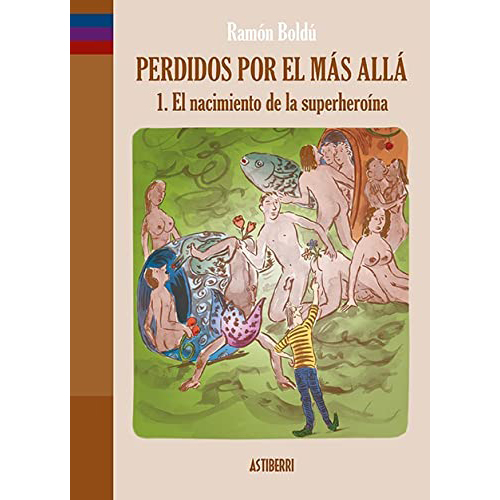 Ramón Boldú
PERDIDOS POR EL MÁS ALLÁ
1. El nacimiento de la superheroína
ASTIBERRI